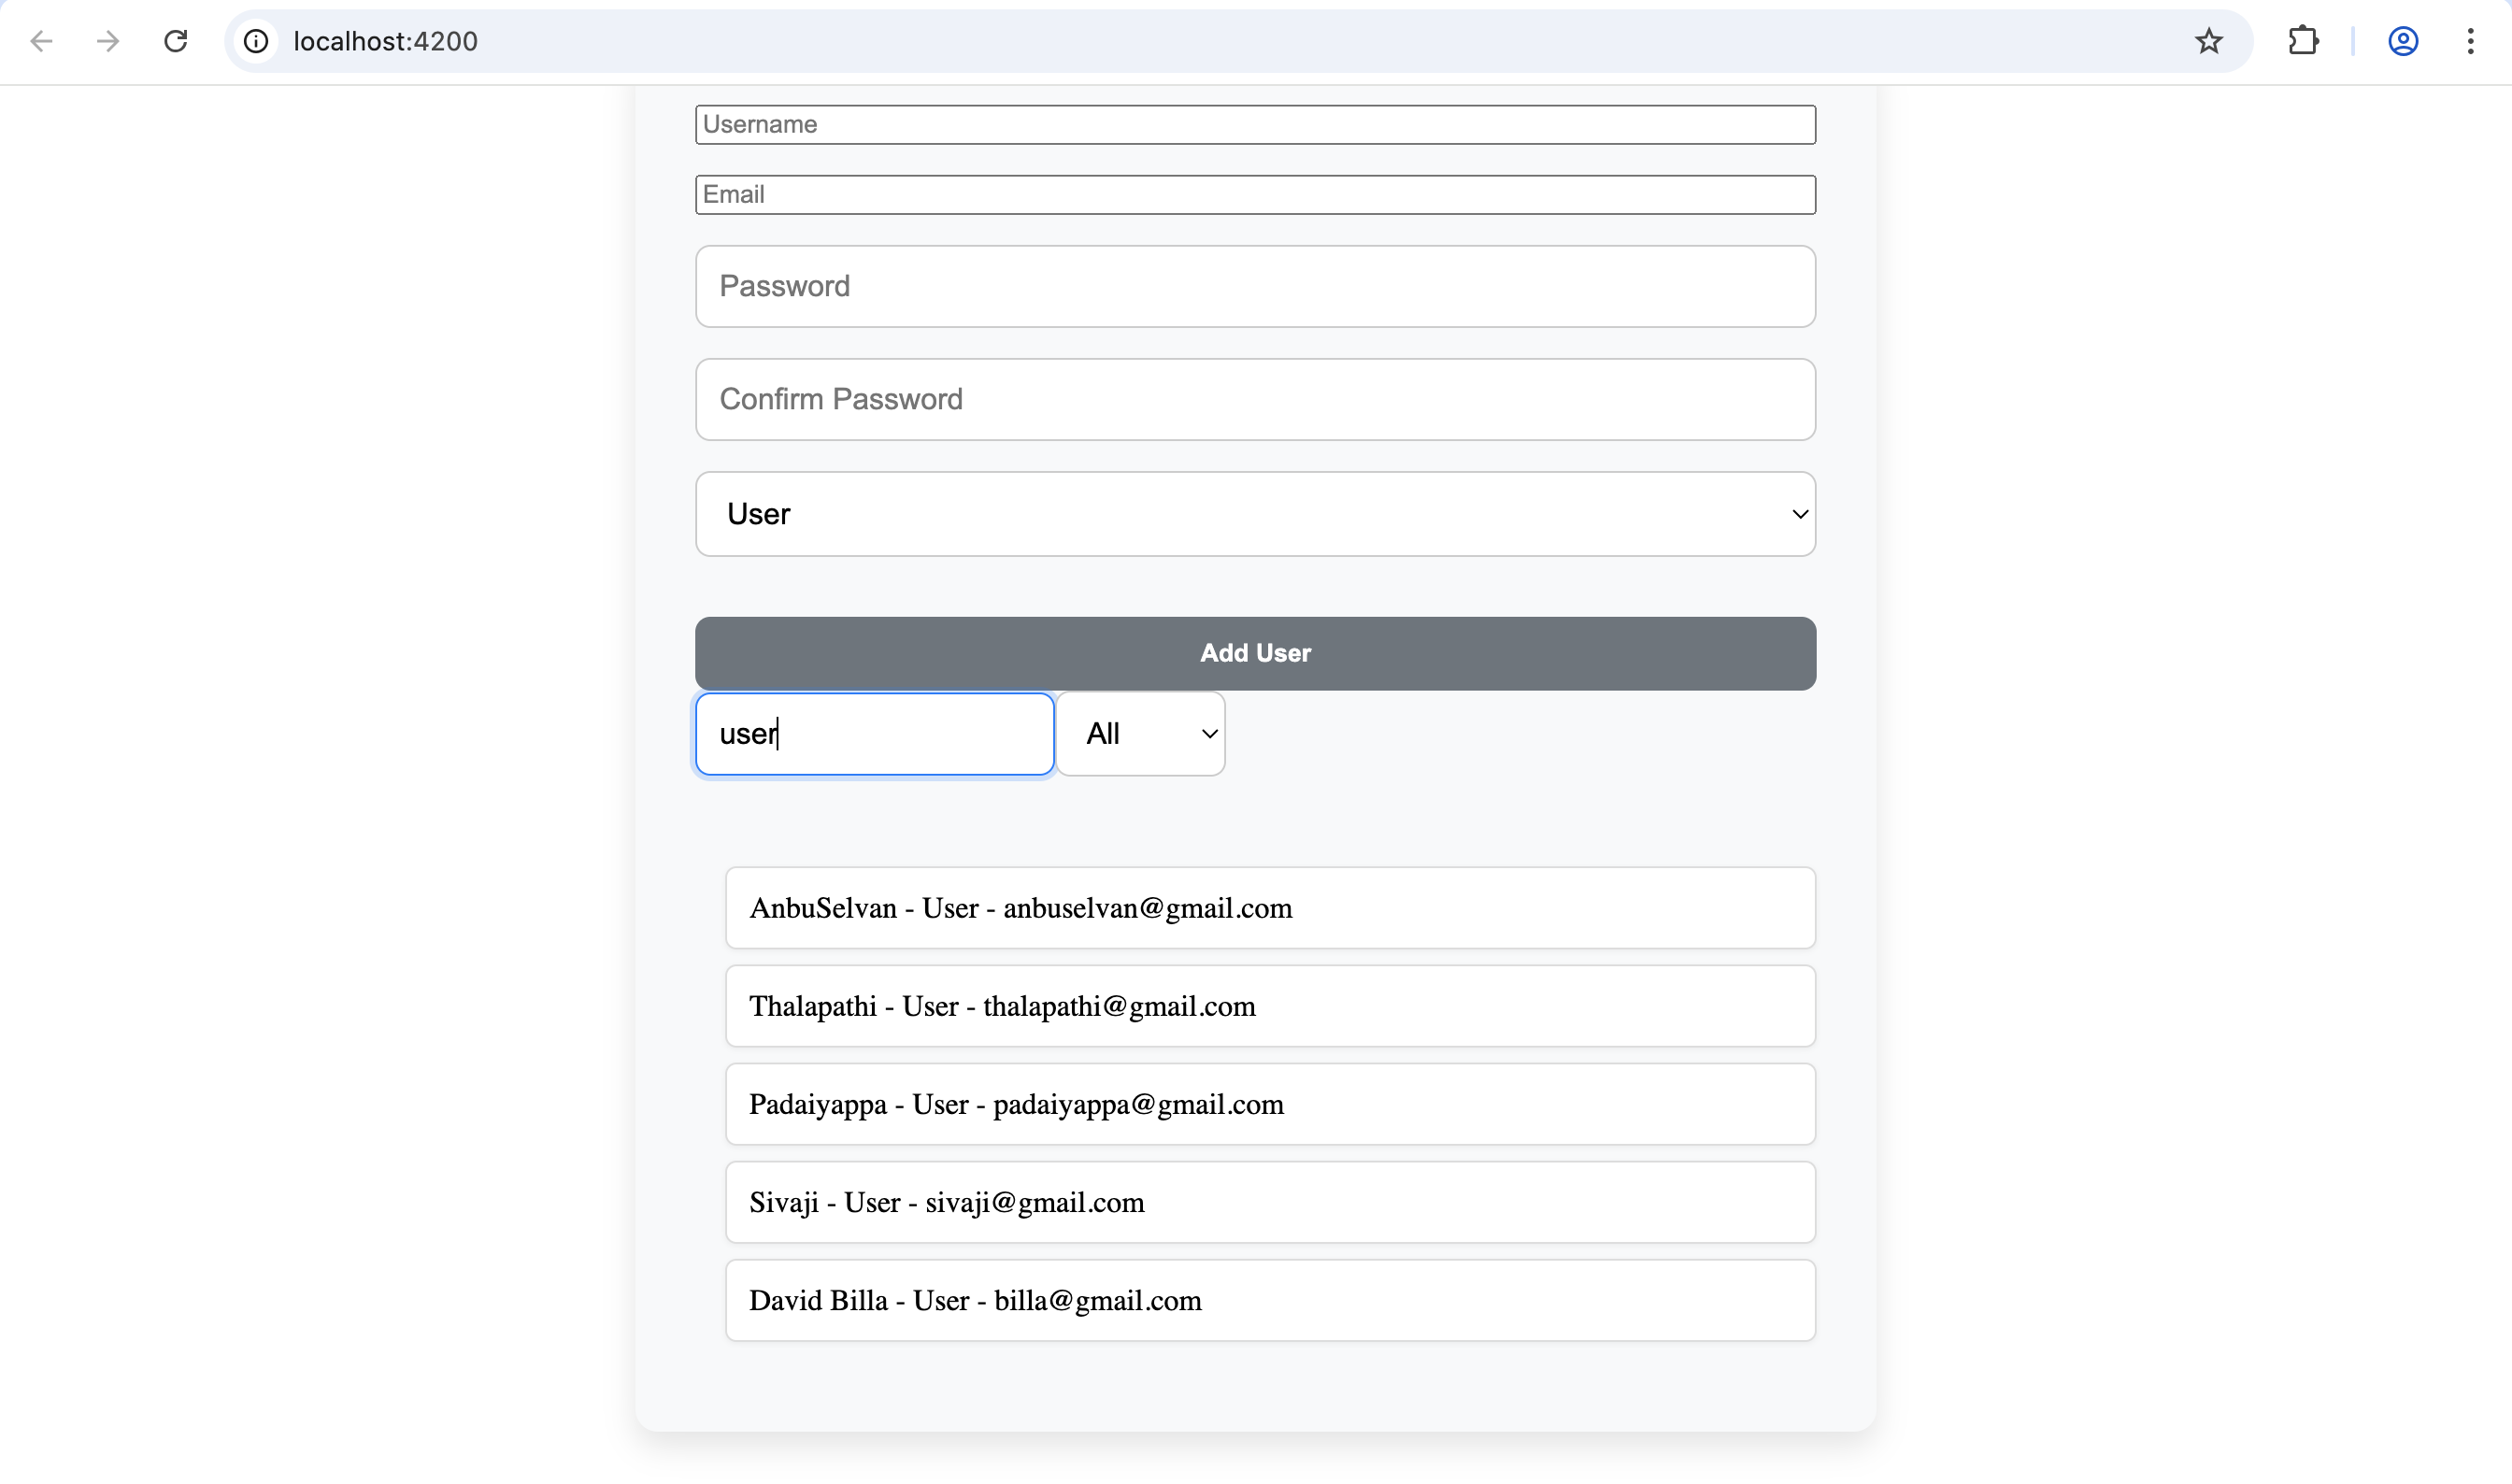 localhost:4200
Username
Email
Password
Confirm Password
User
Add User
user All
AnbuSelvan - User - anbuselvan@gmail.com
Thalapathi - User - thalapathi@gmail.com
Padaiyappa - User - padaiyappa@gmail.com
Sivaji - User - sivaji@gmail.com
David Billa - User - billa@gmail.com